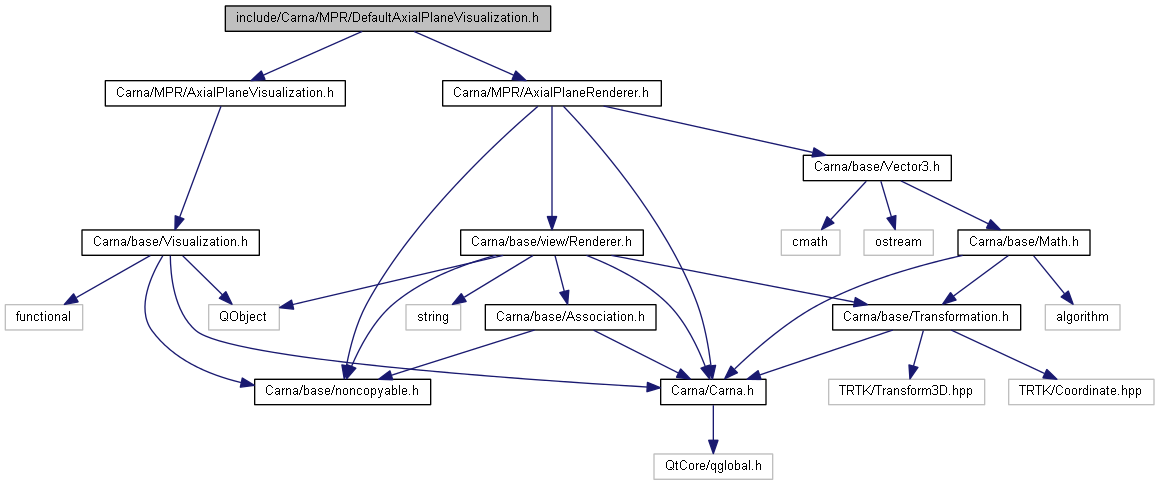 include/Carna/MPR/DefaultAxialPlaneVisualization.h
Carna/MPR/AxialPlaneVisualization.h
Carna/MPR/AxialPlaneRenderer.h
Carna/base/Vector3.h
Carna/base/Visualization.h
Carna/base/view/Renderer.h
cmath
ostream
Carna/base/Math.h
functional
QObject
string
Carna/base/Association.h
Carna/base/Transformation.h
algorithm
Carna/base/noncopyable.h
Carna/Carna.h
TRTK/Transform3D.hpp
TRTK/Coordinate.hpp
QtCore/qglobal.h